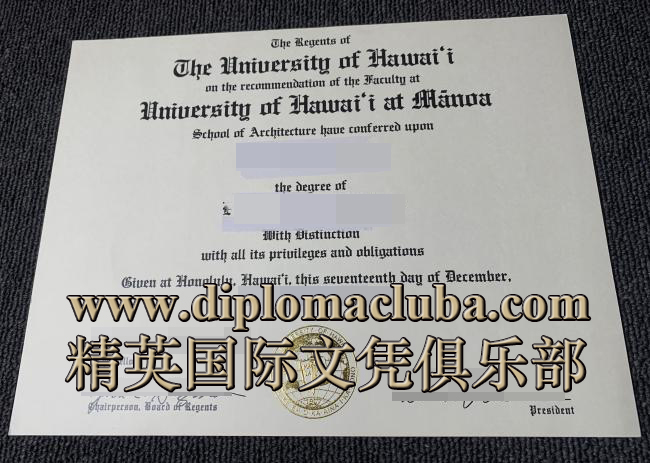 The Regents of
The University of Hawai‘i
on the recommendation of the Faculty at
University of Hawai‘i at Mānoa
School of Architecture have conferred upon
the degree of
With Distinction
with all its privileges and obligations
Given at Honolulu, Hawai‘i, this seventeenth day of December,
www.diplomacluba.com
精英国际文凭俱乐部
Chairperson, Board of Regents
President